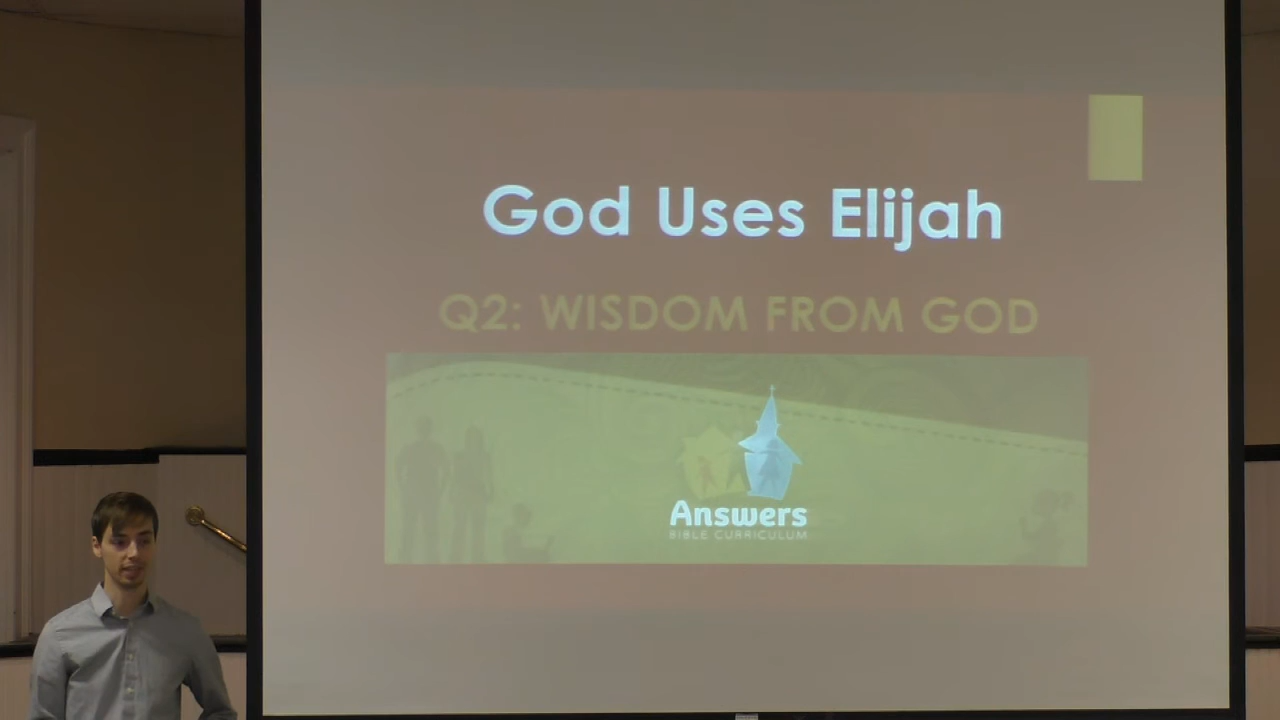 God Uses Elijah
Q2: WISDOM FROM GOD
Answers
BIBLE CURRICULUM